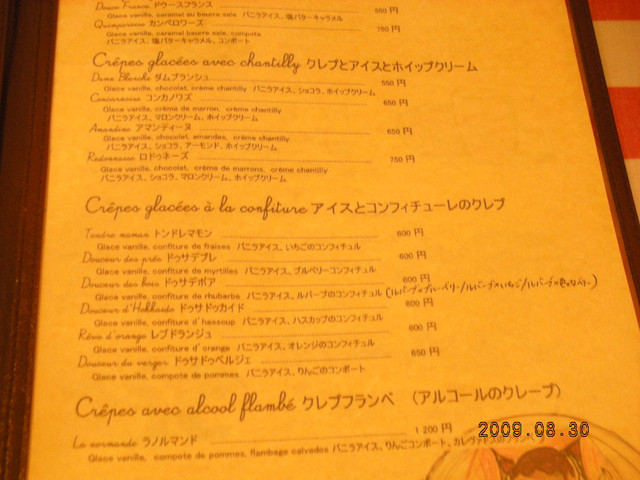 Douce France ドゥースフランス 550 円
Glace vanille, caramel au beurre sale バニラアイス、塩バターキャラメル
Quimperoise カンペロワーズ 750 円
Glace vanille, caramel beurre sale, compote
バニラアイス、塩バターキャラメル、コンポート
Crêpes glacées avec chantilly クレプとアイスとホイップクリーム
Dame Blanche ダムブランシュ 550 円
Glace vanille, chocolat, crème chantilly バニラアイス、ショコラ、ホイップクリーム
Concarnoise コンカノワズ 650 円
Glace vanille, crème de marron, crème chantilly
バニラアイス、マロンクリーム、ホイップクリーム
Amandine アマンディーヌ 650 円
Glace vanille, chocolat, amandes, crème chantilly
バニラアイス、ショコラ、アーモンド、ホイップクリーム
Redonnaise ロドゥネーズ 750 円
Glace vanille, chocolat, crème de marrons, crème chantilly
バニラアイス、ショコラ、マロンクリーム、ホイップクリーム
Crêpes glacées à la confiture アイスとコンフィチューレのクレプ
Tendre maman トンドレマモン 600 円
Glace vanille, confiture de fraises バニラアイス、いちごのコンフィチュル
Douceur des prés ドゥサデプレ 600 円
Glace vanille, confiture de myrtilles バニラアイス、ブルベリーコンフィチュル
Douceur des bois ドゥサデボア 600 円
Glace vanille, confiture de rhubarbe バニラアイス、ルバーブのコンフィチュル
Douceur d'Hokkaido ドゥサドッカイド 600 円
Glace vanille, confiture d'hassoup バニラアイス、ハスカップのコンフィチュル
Rêve d'orange レブドランジュ 600 円
Glace vanille, confiture d'orange バニラアイス、オレンジのコンフィチュル
Douceur du verger ドゥサドゥベルジェ 650 円
Glace vanille, compote de pommes バニラアイス、りんごのコンポート
Crêpes avec alcool flambé クレプフランベ （アルコールのクレープ）
La normande ラノルマンド 1 200 円
Glace vanille, compote de pommes, flambage calvados バニラアイス、りんごコンポート、カレヴァドスのフランベ
2009.08.30